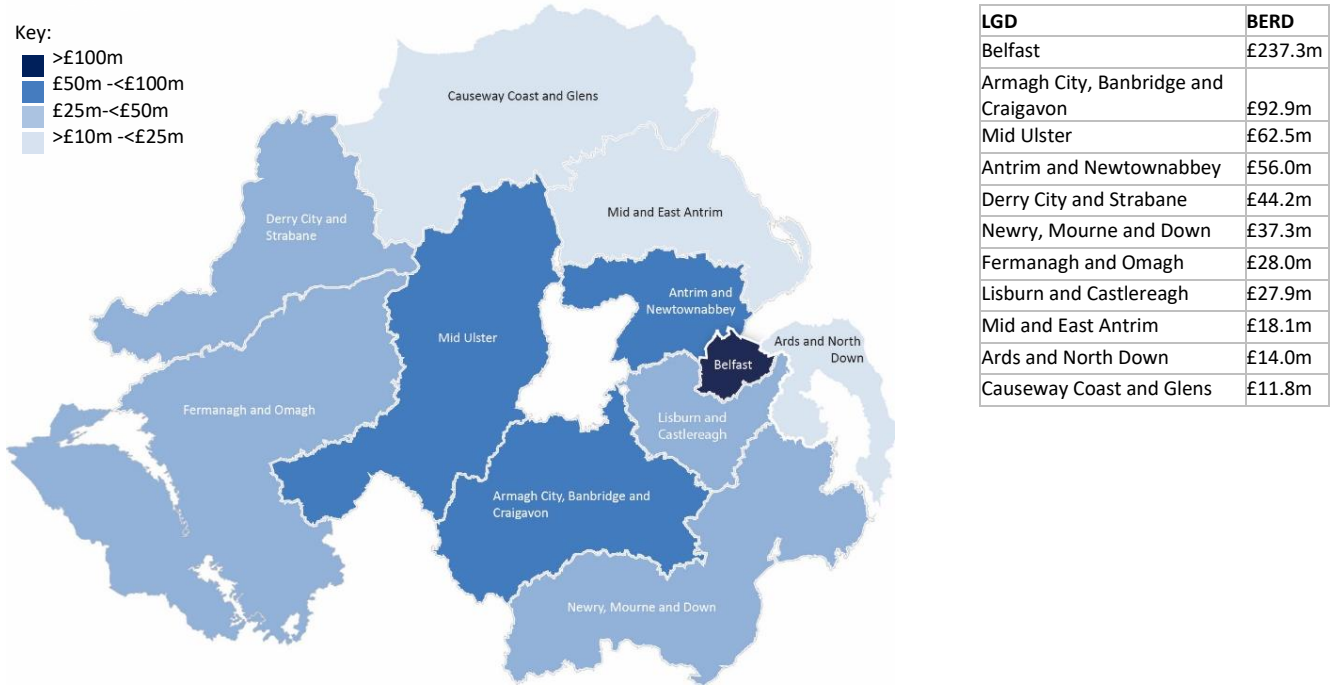 Key:
>£100m
£50m -<£100m
£25m-<£50m
>£10m -<£25m
Causeway Coast and Glens
Derry City and
Strabane
Mid and East Antrim
Antrim and
Newtownabbey
Mid Ulster
Belfast
Ards and North
Down
Fermanagh and Omagh
Lisburn and
Castlereagh
Armagh City, Banbridge and
Craigavon
Newry, Mourne and Down
LGD BERD
Belfast £237.3m
Armagh City, Banbridge and
Craigavon £92.9m
Mid Ulster £62.5m
Antrim and Newtownabbey £56.0m
Derry City and Strabane £44.2m
Newry, Mourne and Down £37.3m
Fermanagh and Omagh £28.0m
Lisburn and Castlereagh £27.9m
Mid and East Antrim £18.1m
Ards and North Down £14.0m
Causeway Coast and Glens £11.8m